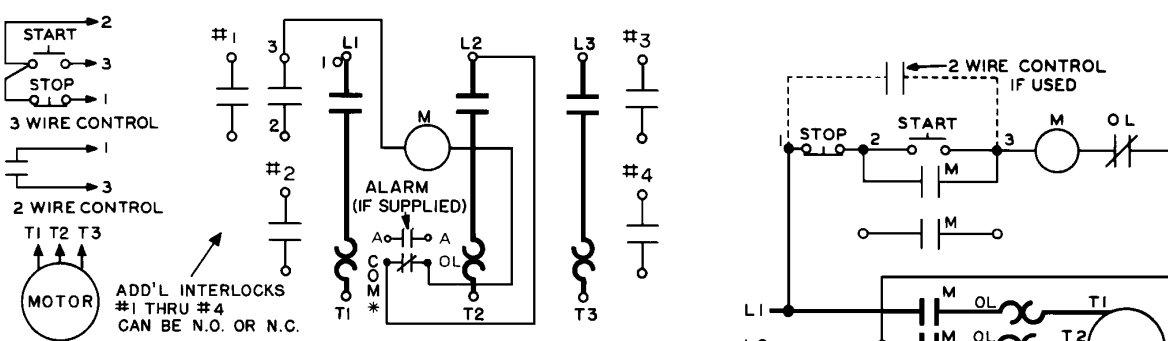 2
START
3
STOP
1
3 WIRE CONTROL
1
3
2 WIRE CONTROL
T1 T2 T3
MOTOR
ADD'L INTERLOCKS
#1 THRU #4
CAN BE N.O. OR N.C.
#1
3
2
#2
L1
1
L2
M
ALARM
(IF SUPPLIED)
A
A
COM
*
OL
T1
T2
L3
T3
#3
#4
2 WIRE CONTROL
IF USED
1
STOP
2
START
3
M
OL
M
M
L1
M
OL
T1
M
OL
T2